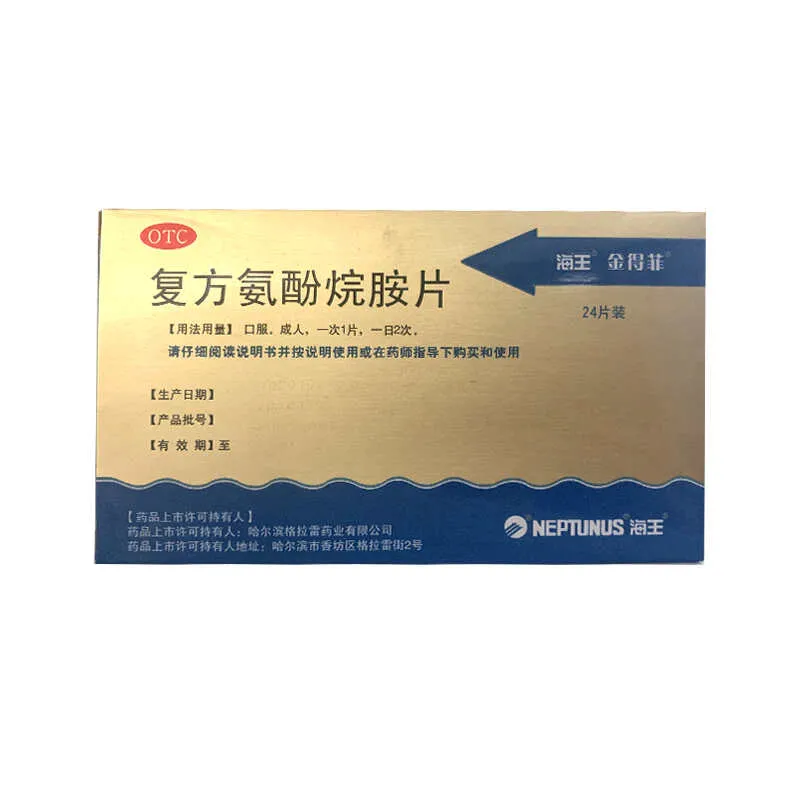 OTC
海王® 金得菲®
复方氨酚烷胺片
24片装
【用法用量】 口服。成人，一次1片，一日2次。
请仔细阅读说明书并按说明使用或在药师指导下购买和使用
【生产日期】
【产品批号】
【有 效 期】至
【药品上市许可持有人】
药品上市许可持有人：哈尔滨格拉雷药业有限公司
药品上市许可持有人地址：哈尔滨市香坊区格拉雷街2号
NEPTUNUS® 海王®